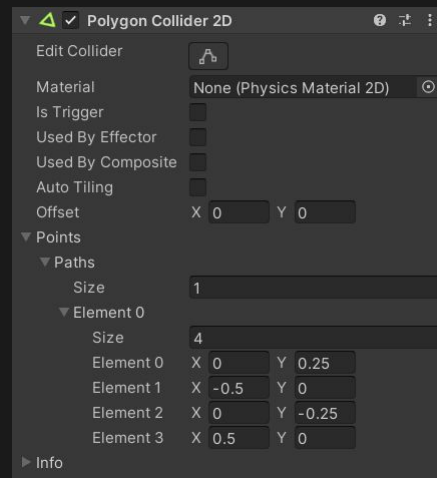 Polygon Collider 2D
Edit Collider
Material None (Physics Material 2D)
Is Trigger
Used By Effector
Used By Composite
Auto Tiling
Offset X 0 Y 0
Points
Paths
Size 1
Element 0
Size 4
Element 0 X 0 Y 0.25
Element 1 X -0.5 Y 0
Element 2 X 0 Y -0.25
Element 3 X 0.5 Y 0
Info